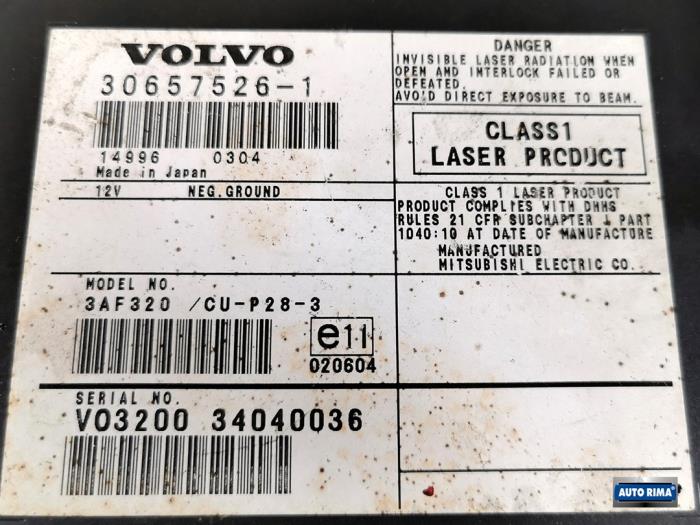 VOLVO
30657526-1
14996 0304
Made in Japan
12V NEG.GROUND
MODEL NO.
3AF320 /CU-P28-3
e11
020604
SERIAL NO.
VO3200 34040036
DANGER
INVISIBLE LASER RADIATION WHEN
OPEN AND INTERLOCK FAILED OR
DEFEATED.
AVOID DIRECT EXPOSURE TO BEAM.
CLASS1
LASER PRODUCT
CLASS 1 LASER PRODUCT
PRODUCT COMPLIES WITH DHHS
RULES 21 CFR SUBCHAPTER J PART
1040:10 AT DATE OF MANUFACTURE
MANUFACTURED
MITSUBISHI ELECTRIC CO.
AUTO RIMA